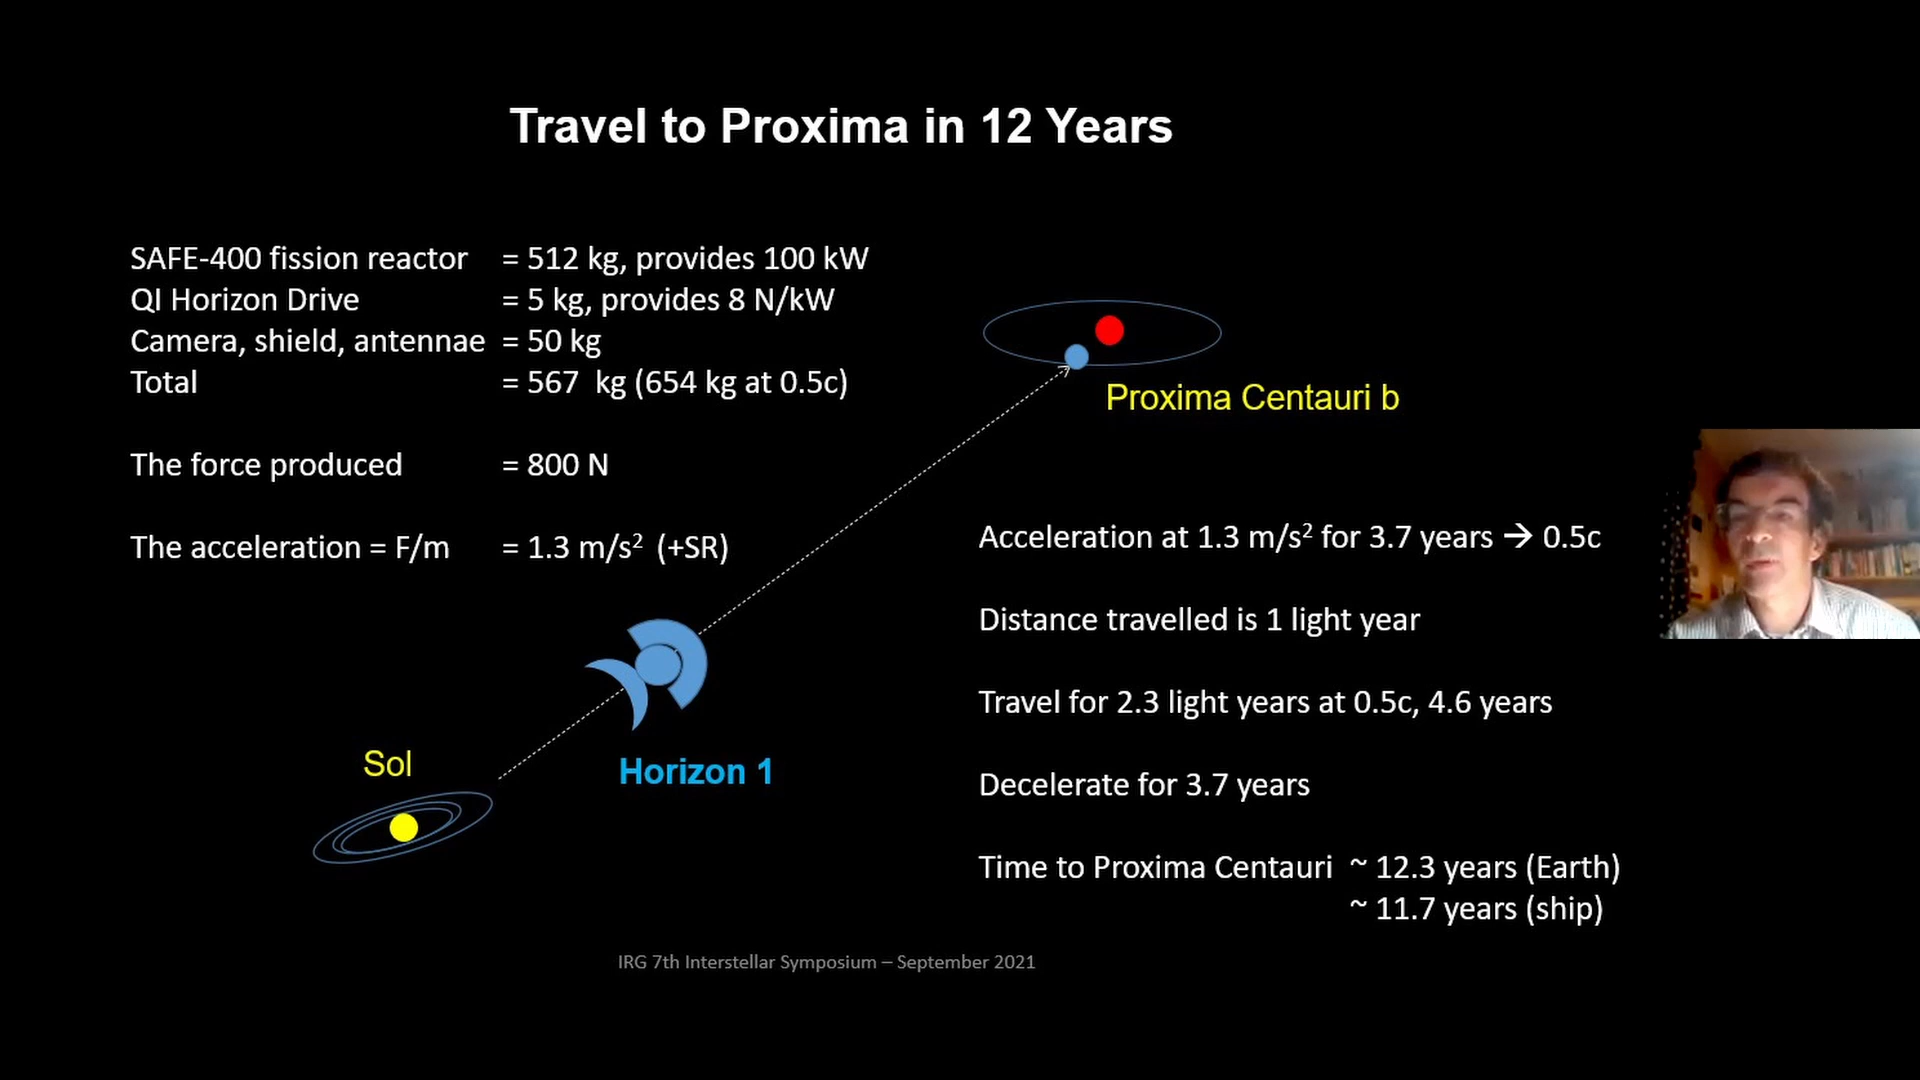 Travel to Proxima in 12 Years
SAFE-400 fission reactor = 512 kg, provides 100 kW
QI Horizon Drive = 5 kg, provides 8 N/kW
Camera, shield, antennae = 50 kg
Total = 567 kg (654 kg at 0.5c)
The force produced = 800 N
The acceleration = F/m = 1.3 m/s² (+SR)
Proxima Centauri b
Acceleration at 1.3 m/s² for 3.7 years → 0.5c
Distance travelled is 1 light year
Travel for 2.3 light years at 0.5c, 4.6 years
Decelerate for 3.7 years
Time to Proxima Centauri ~ 12.3 years (Earth)
~ 11.7 years (ship)
Sol
Horizon 1
IRG 7th Interstellar Symposium – September 2021